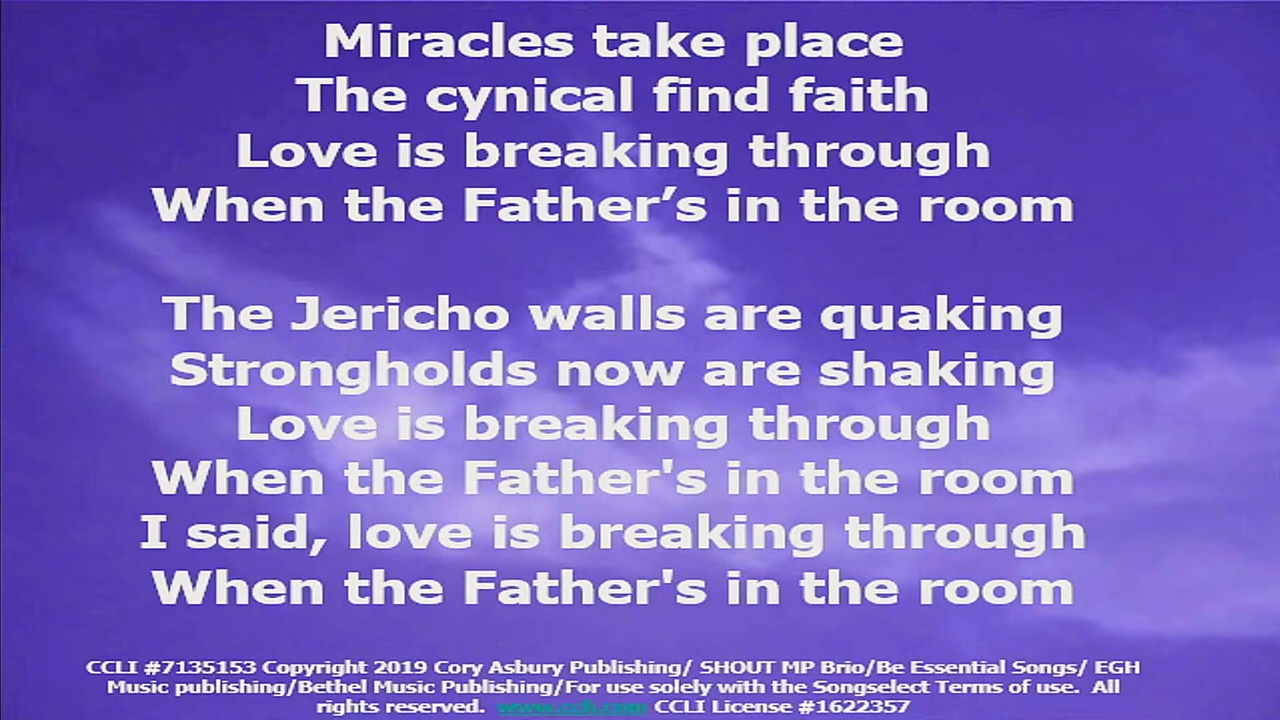 Miracles take place
The cynical find faith
Love is breaking through
When the Father’s in the room
The Jericho walls are quaking
Strongholds now are shaking
Love is breaking through
When the Father's in the room
I said, love is breaking through
When the Father's in the room
CCLI #7135153 Copyright 2019 Cory Asbury Publishing/ SHOUT MP Brio/Be Essential Songs/ EGH
Music publishing/Bethel Music Publishing/For use solely with the Songselect Terms of use. All
rights reserved. www.ccli.com CCLI License #1622357